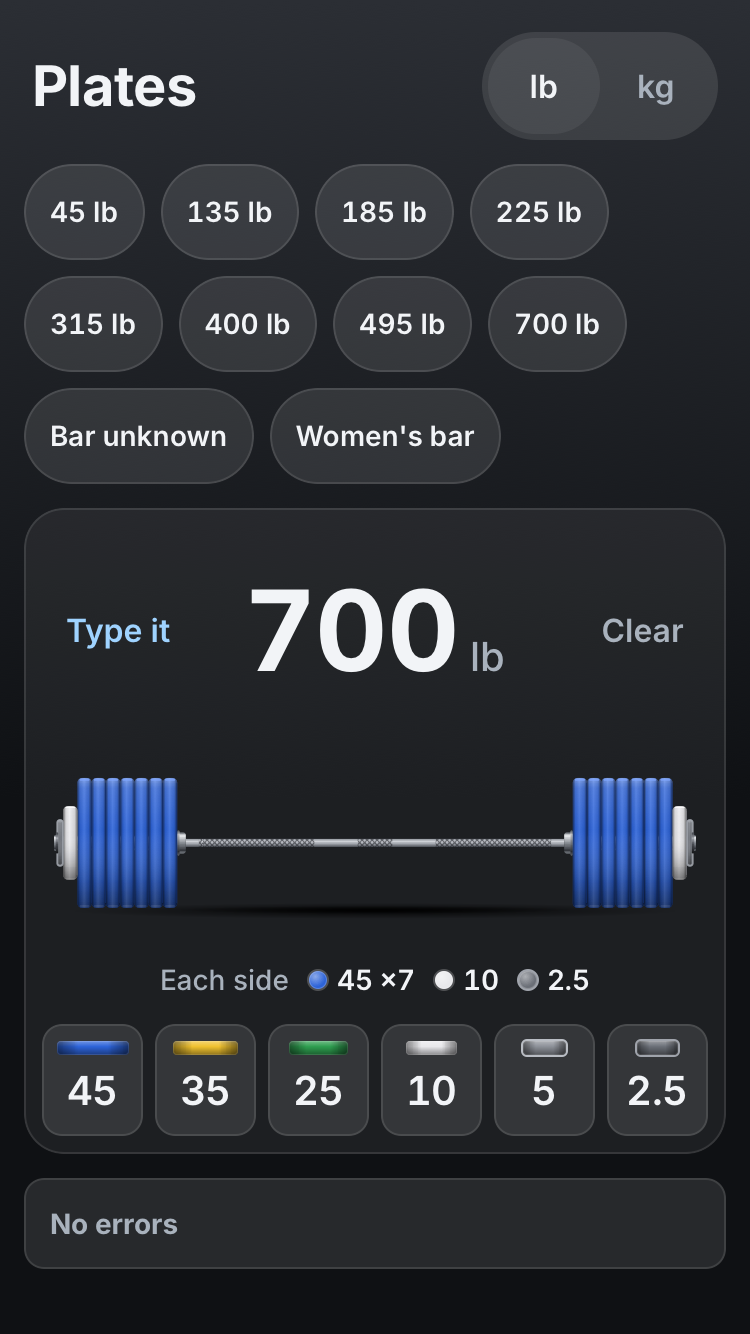 Plates
lb kg
45 lb 135 lb 185 lb 225 lb
315 lb 400 lb 495 lb 700 lb
Bar unknown Women's bar
Type it 700 lb Clear
Each side 45 ×7 10 2.5
45 35 25 10 5 2.5
No errors